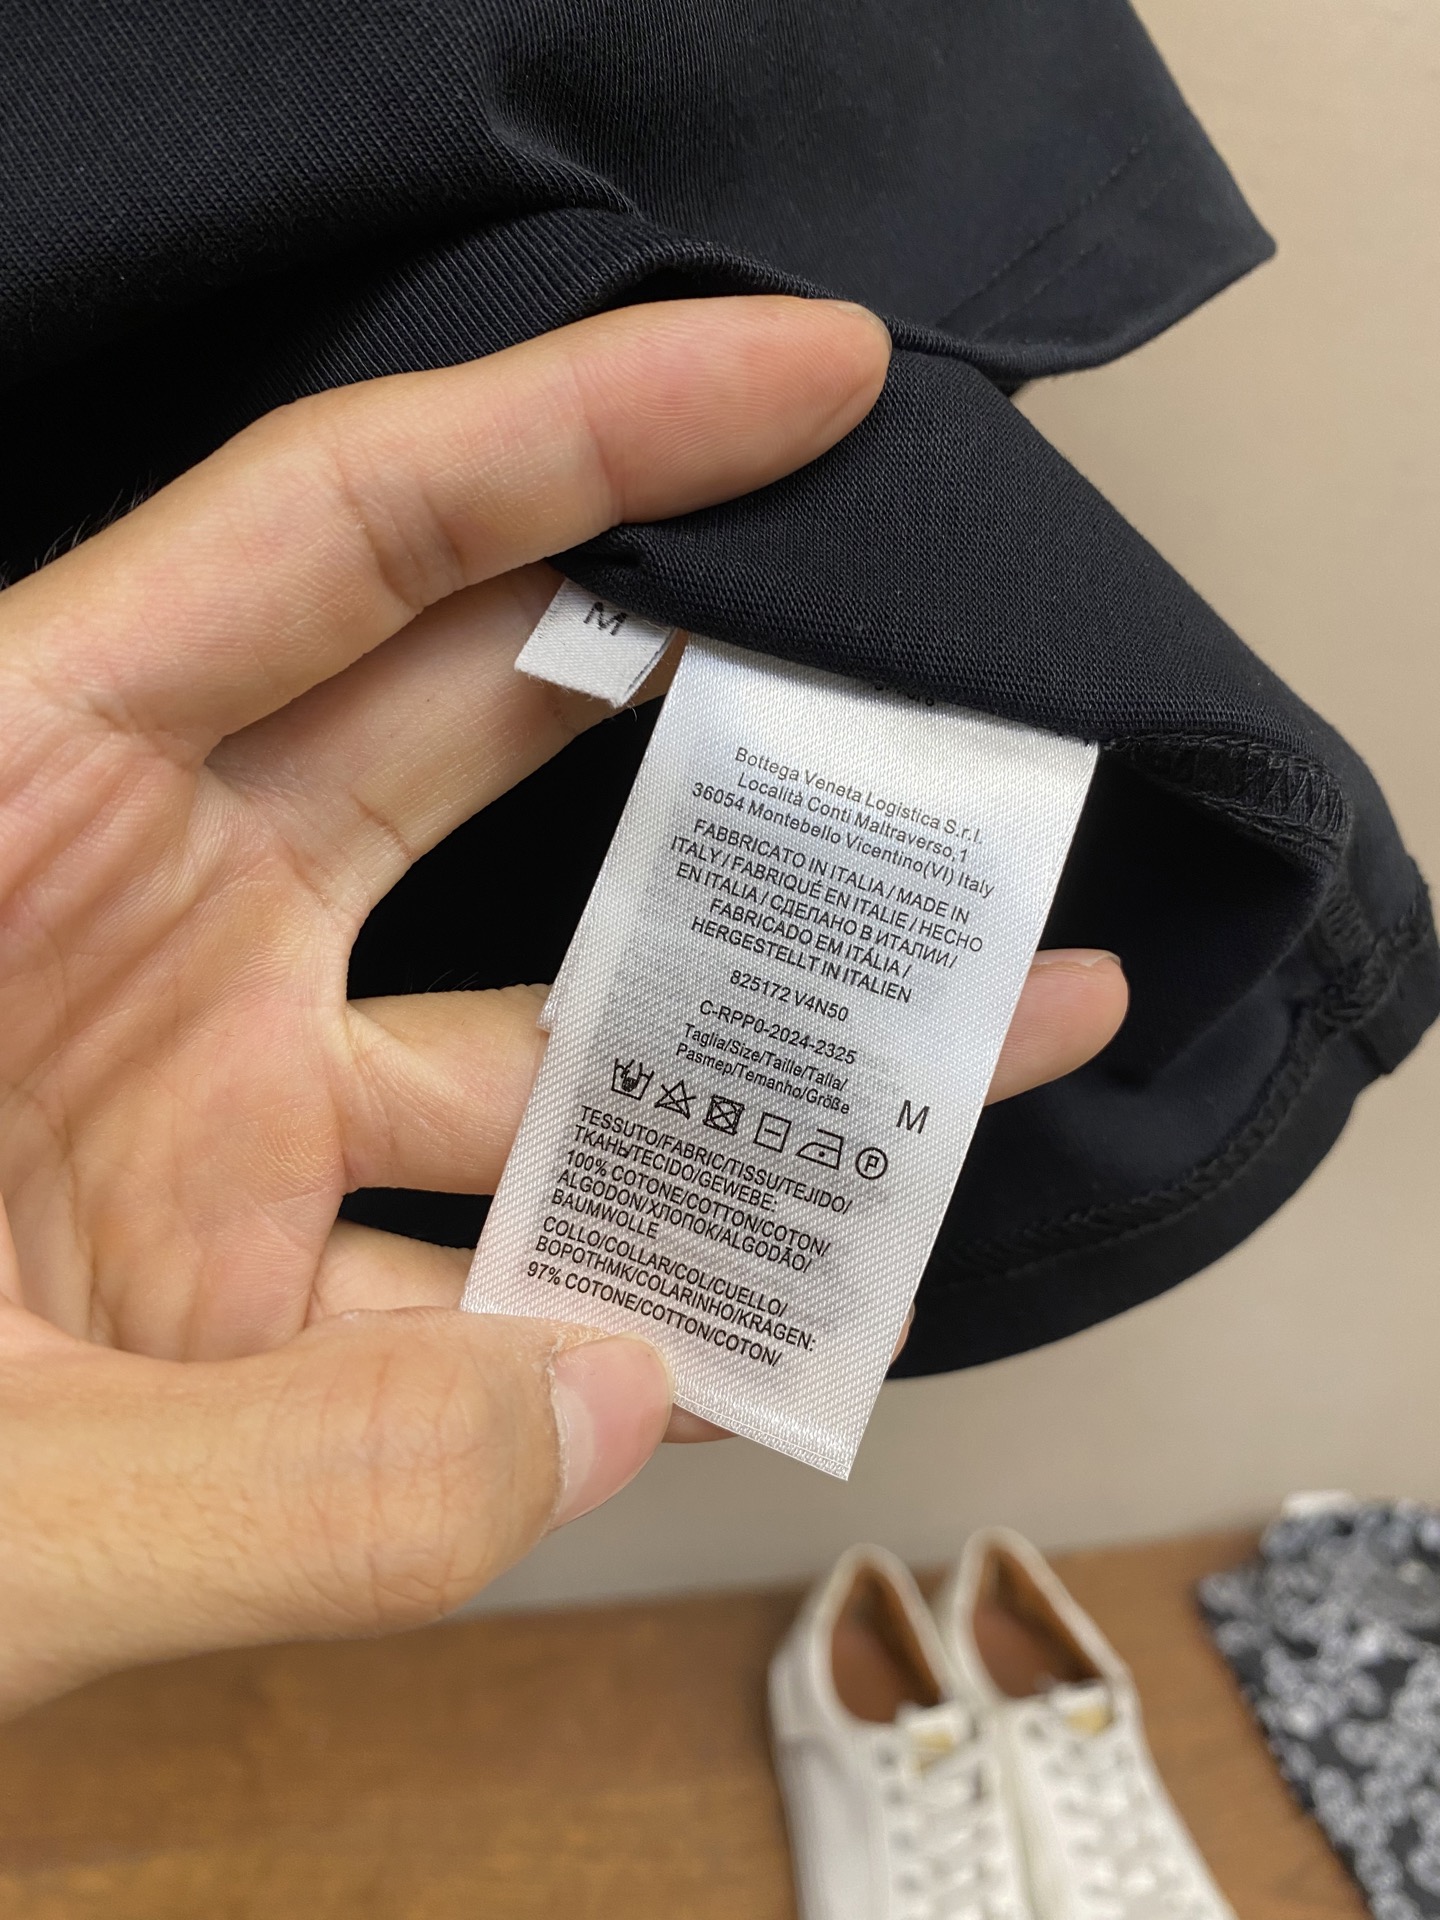 M
Bottega Veneta Logistica S.r.l.
Località Conti Maltraverso,1
36054 Montebello Vicentino(VI) Italy
FABBRICATO IN ITALIA / MADE IN
ITALY / FABRIQUÉ EN ITALIE / HECHO
EN ITALIA / СДЕЛАНО В ИТАЛИИ /
FABRICADO EM ITÁLIA /
HERGESTELLT IN ITALIEN
825172 V4N50
C-RPP0-2024-2325
Taglia/Size/Taille/Talla/
Pasmep/Temanho/Größe
M
P
TESSUTO/FABRIC/TISSU/TEJIDO/
ТКАНЬ/TECIDO/GEWEBE:
100% COTONE/COTTON/COTON/
ALGODON/ХЛОПОК/ALGODÃO/
BAUMWOLLE
COLLO/COLLAR/COL/CUELLO/
ВОРОТНМК/COLARINHO/KRAGEN:
97% COTONE/COTTON/COTON/